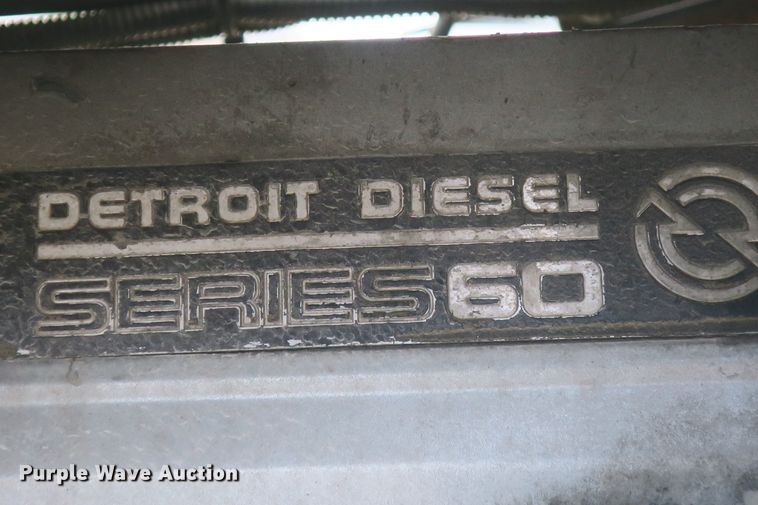 DETROIT DIESEL
SERIES 60
Purple Wave Auction